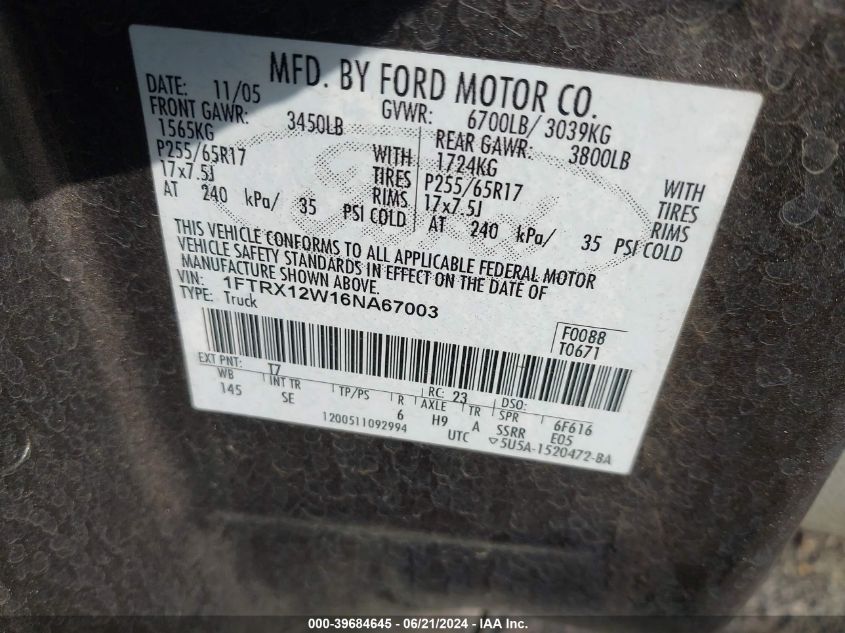 MFD. BY FORD MOTOR CO.
DATE: 11/05 GVWR: 6700LB/ 3039KG
FRONT GAWR: 3450LB REAR GAWR: 3800LB
1565KG WITH 1724KG WITH
P255/65R17 TIRES P255/65R17 TIRES
17x7.5J RIMS 17x7.5J RIMS
AT 240 kPa/ 35 PSI COLD AT 240 kPa/ 35 PSI COLD
THIS VEHICLE CONFORMS TO ALL APPLICABLE FEDERAL MOTOR
VEHICLE SAFETY STANDARDS IN EFFECT ON THE DATE OF
MANUFACTURE SHOWN ABOVE.
VIN: 1FTRX12W16NA67003
TYPE: Truck
F0088
T0671
EXT PNT: T7 RC: 23 DSO:
WB INT TR TP/PS R AXLE TR SPR 6F616
145 SE 6 H9 A SSRR E05
1200511092994 UTC 5U5A-1520472-BA
Ford
000-39684645 / 06/21/2024 - IAA Inc.